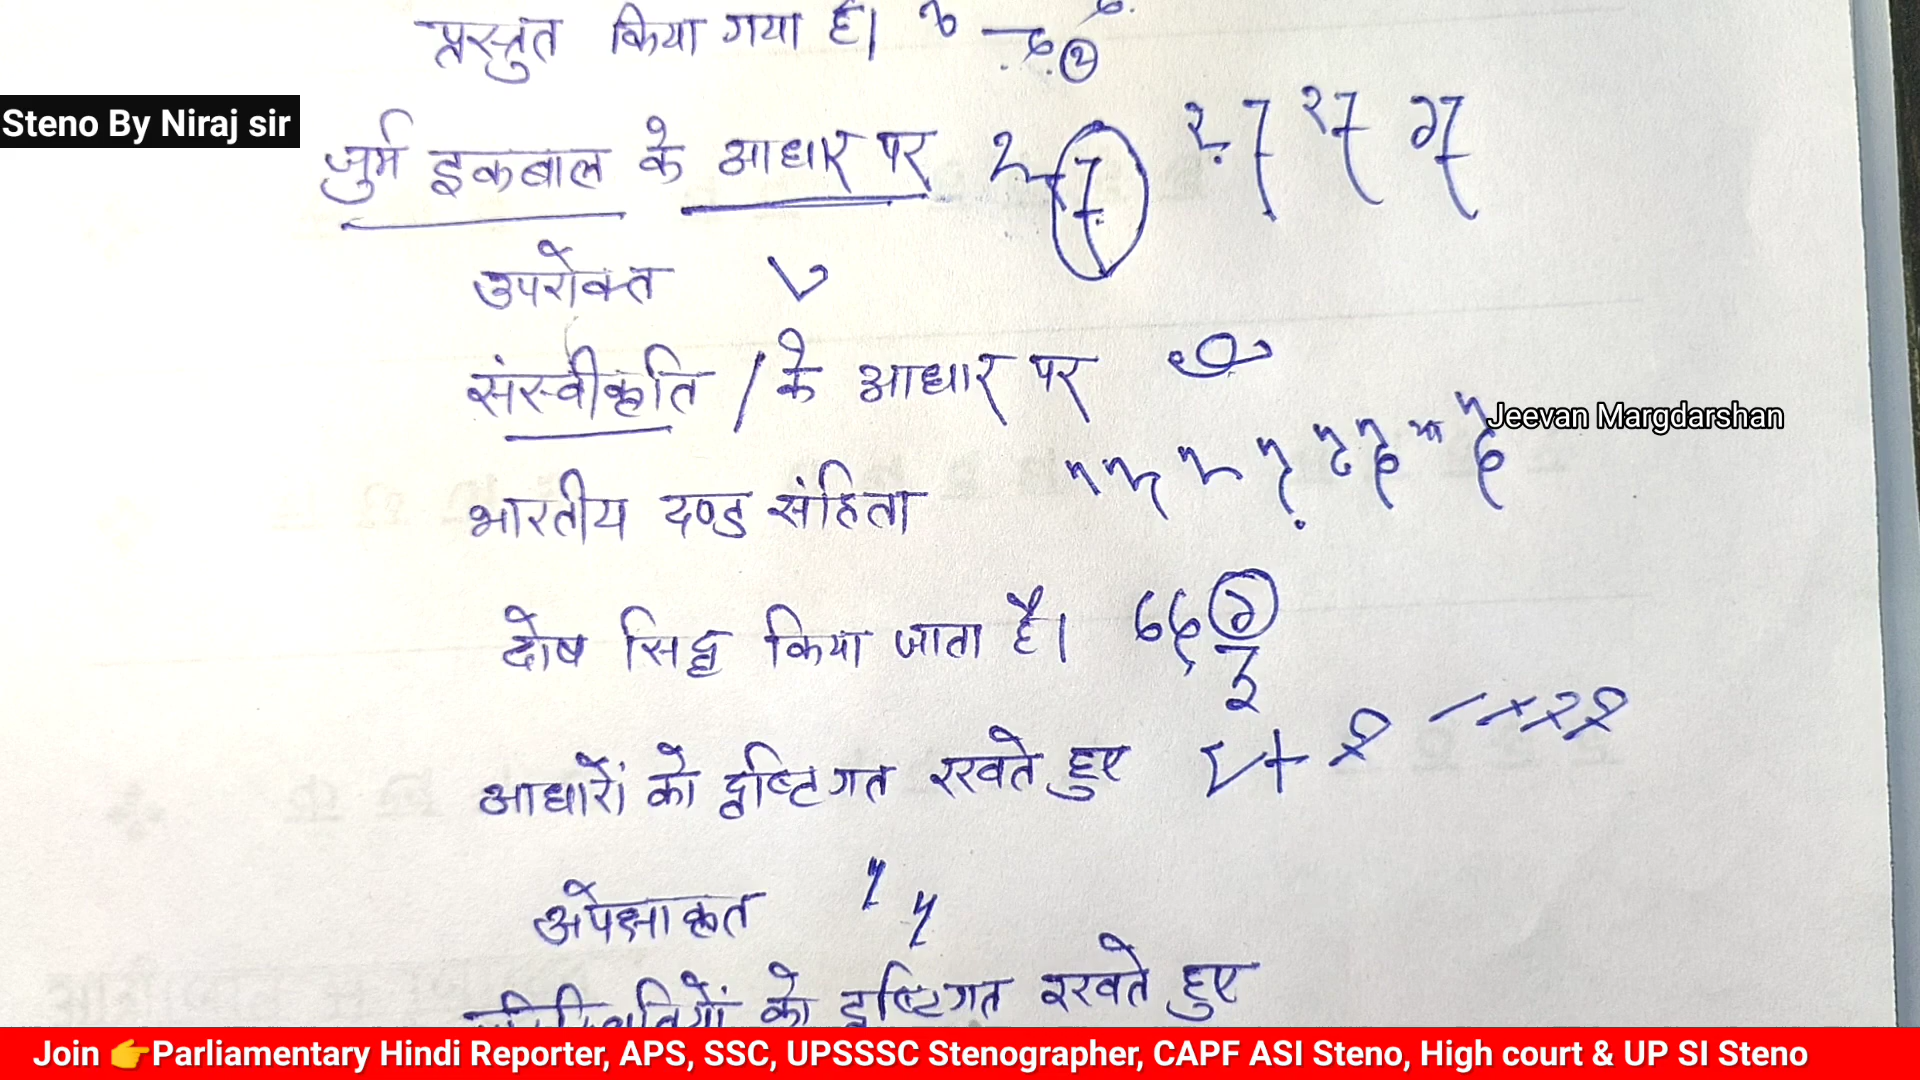 प्रस्तुत किया गया है।
Steno By Niraj sir
जुर्म इकबाल के आधार पर
उपरोक्त
संस्वीकृति / के आधार पर
Jeevan Margdarshan
भारतीय दण्ड संहिता
दोष सिद्ध किया जाता है।
आधारों को दृष्टिगत रखते हुए
अपेक्षाकृत
को दृष्टिगत रखते हुए
Join 👉Parliamentary Hindi Reporter, APS, SSC, UPSSSC Stenographer, CAPF ASI Steno, High court & UP SI Steno